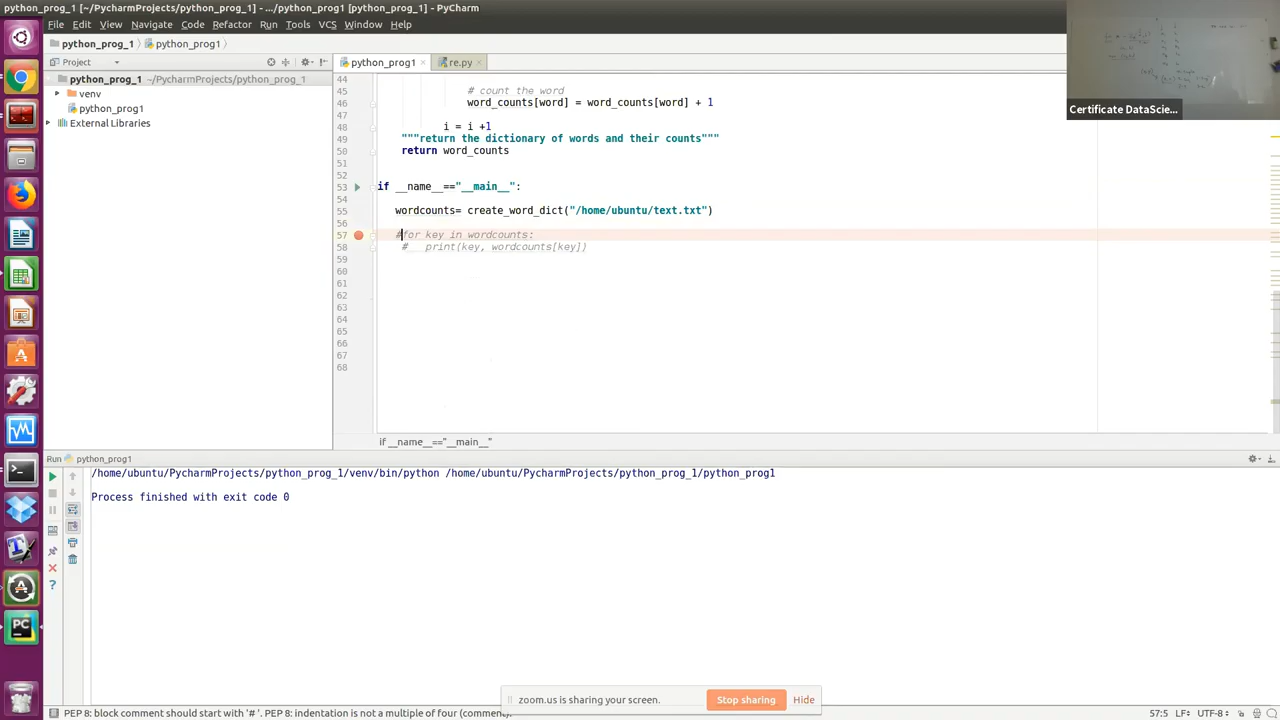 python_prog_1 [~/PycharmProjects/python_prog_1] - .../python_prog1 [python_prog_1] - PyCharm
File Edit View Navigate Code Refactor Run Tools VCS Window Help
python_prog_1 python_prog1
Project
python_prog1 re.py
python_prog_1 ~/PycharmProjects/python_prog_1
venv
python_prog1
External Libraries
Certificate DataScie...
44
45 # count the word
46 word_counts[word] = word_counts[word] + 1
47
48 i = i +1
49 """return the dictionary of words and their counts"""
50 return word_counts
51
52
53 if __name__=="__main__":
54
55 wordcounts= create_word_dict("/home/ubuntu/text.txt")
56
57 #for key in wordcounts:
58 # print(key, wordcounts[key])
59
60
61
62
63
64
65
66
67
68
if __name__=="__main__"
Run python_prog1
/home/ubuntu/PycharmProjects/python_prog_1/venv/bin/python /home/ubuntu/PycharmProjects/python_prog_1/python_prog1
Process finished with exit code 0
zoom.us is sharing your screen. Stop sharing Hide
PEP 8: block comment should start with '# '. PEP 8: indentation is not a multiple of four (comment)
57:5 LF÷ UTF-8÷